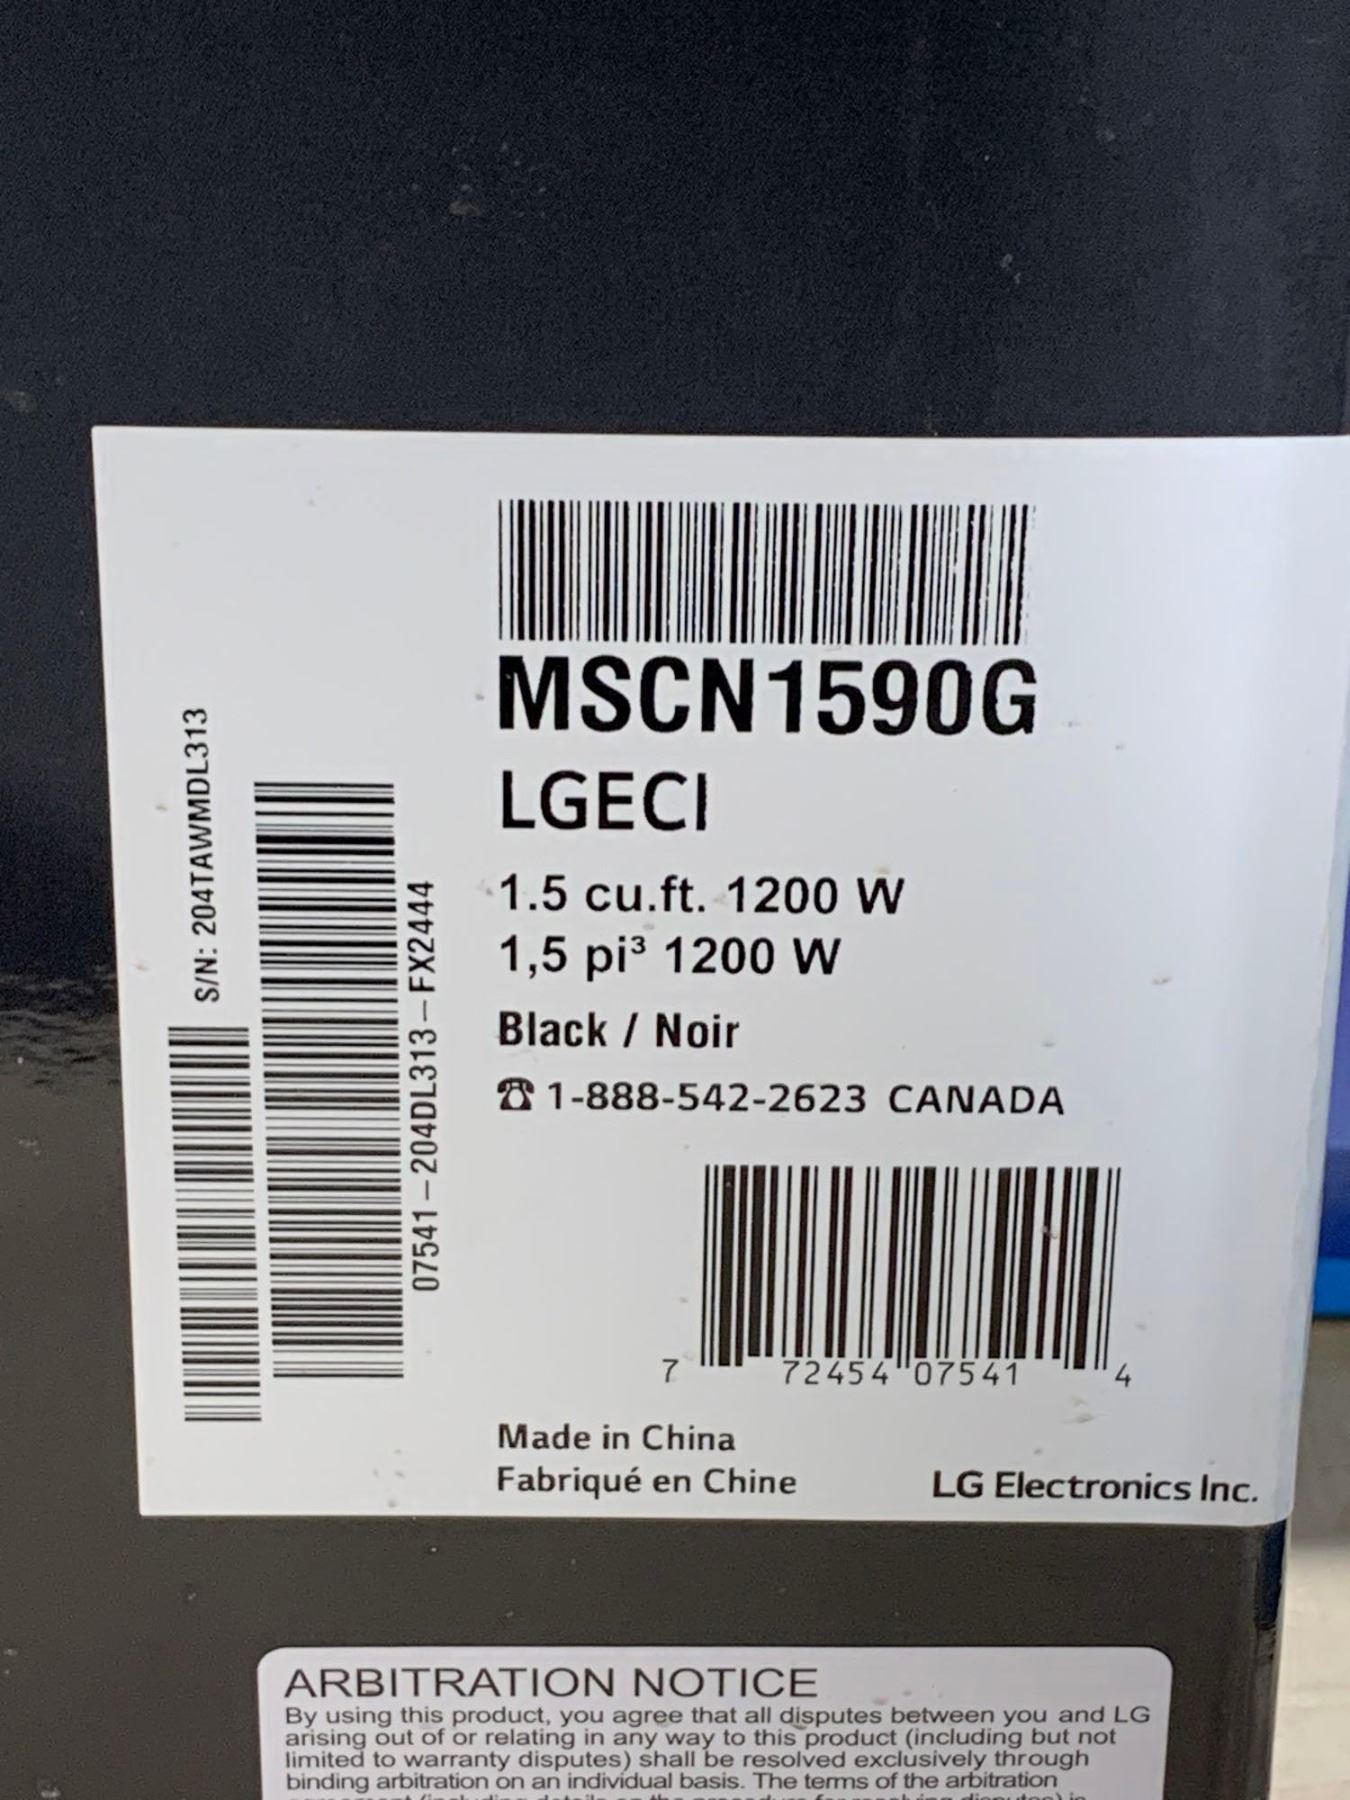 MSCN1590G
LGECI
1.5 cu.ft. 1200 W
1,5 pi³ 1200 W
Black / Noir
☎ 1-888-542-2623 CANADA
S/N: 204TAWMDL313
07541-204DL313-FX2444
7 72454 07541 4
Made in China
Fabriqué en Chine
LG Electronics Inc.
ARBITRATION NOTICE
By using this product, you agree that all disputes between you and LG
arising out of or relating in any way to this product (including but not
limited to warranty disputes) shall be resolved exclusively through
binding arbitration on an individual basis. The terms of the arbitration